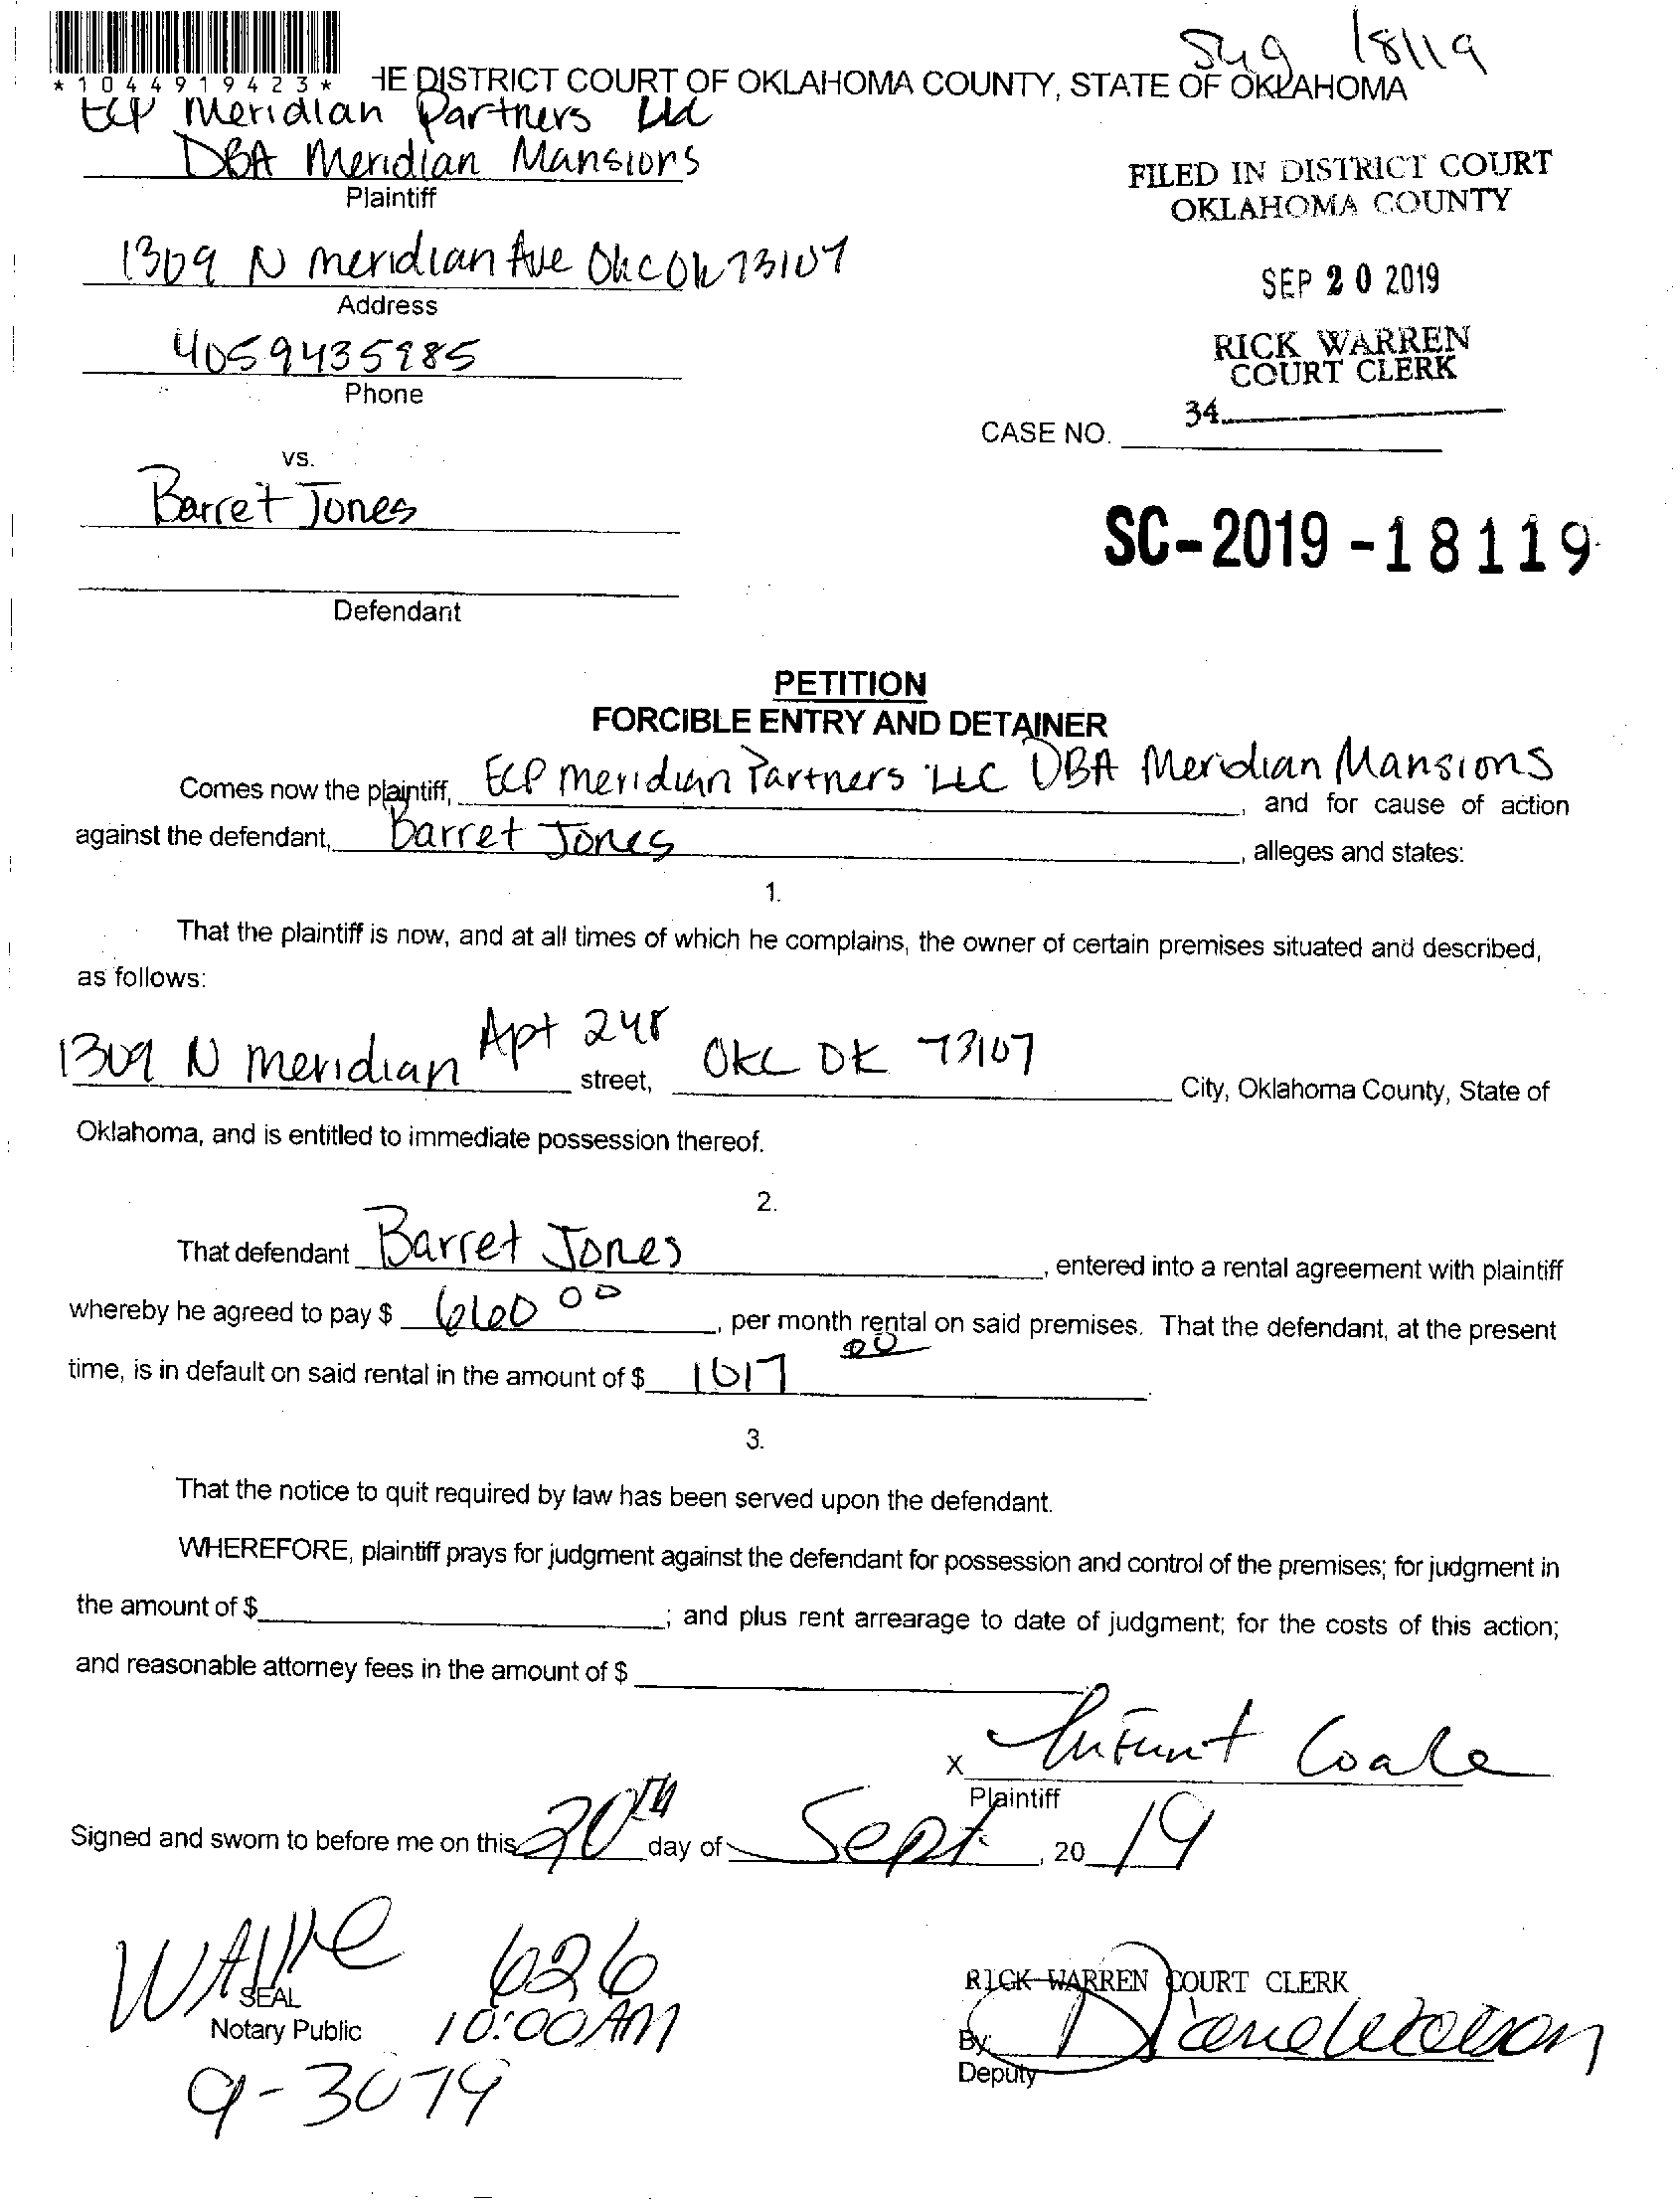 18119
*1044919423*
HE DISTRICT COURT OF OKLAHOMA COUNTY, STATE OF OKLAHOMA
ECP Meridian Partners LLC
DBA Meridian Mansions
Plaintiff
FILED IN DISTRICT COURT
OKLAHOMA COUNTY
1309 N Meridian Ave OKC OK 73107
Address
SEP 20 2019
4059435985
Phone
RICK WARREN
COURT CLERK
34
CASE NO.
vs.
Barret Jones
SC-2019-18119
Defendant
PETITION
FORCIBLE ENTRY AND DETAINER
Comes now the plaintiff, ECP Meridian Partners LLC DBA Meridian Mansions, and for cause of action
against the defendant, Barret Jones, alleges and states:
1.
That the plaintiff is now, and at all times of which he complains, the owner of certain premises situated and described,
as follows:
1309 N Meridian Apt 248 street, OKC OK 73107 City, Oklahoma County, State of
Oklahoma, and is entitled to immediate possession thereof.
2.
That defendant Barret Jones, entered into a rental agreement with plaintiff
whereby he agreed to pay $ 660 00, per month rental on said premises. That the defendant, at the present
time, is in default on said rental in the amount of $ 1017 00
3.
That the notice to quit required by law has been served upon the defendant.
WHEREFORE, plaintiff prays for judgment against the defendant for possession and control of the premises; for judgment in
the amount of $ ; and plus rent arrearage to date of judgment; for the costs of this action;
and reasonable attorney fees in the amount of $
X Coale
Plaintiff
Signed and sworn to before me on this 20th day of Sept, 20 19
SEAL
Notary Public
626
10:00 AM
9-3079
RICK WARREN COURT CLERK
By:
Deputy